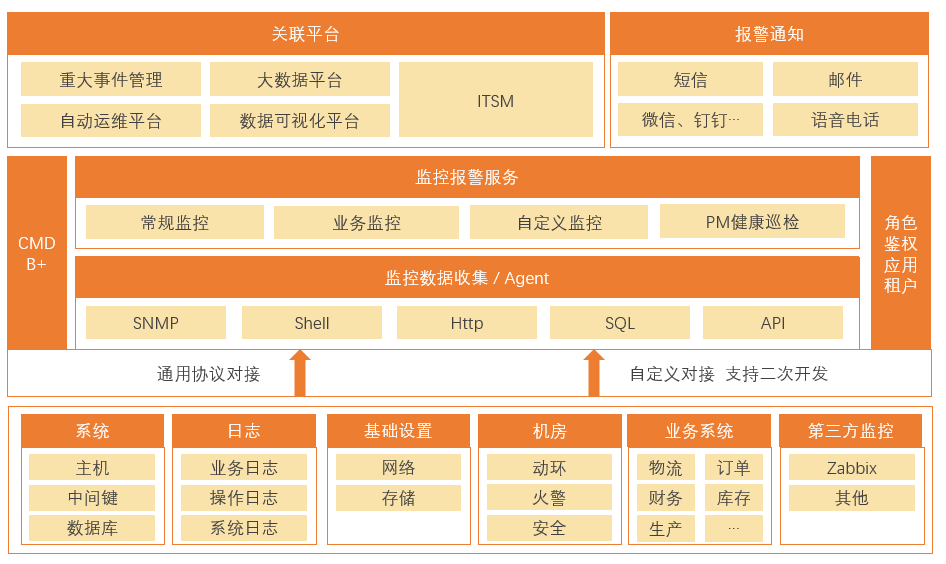 关联平台
重大事件管理
大数据平台
ITSM
自动运维平台
数据可视化平台
报警通知
短信
邮件
微信、钉钉···
语音电话
CMD
B+
监控报警服务
常规监控
业务监控
自定义监控
PM健康巡检
监控数据收集 / Agent
SNMP
Shell
Http
SQL
API
角色
鉴权
应用
租户
通用协议对接
自定义对接 支持二次开发
系统
主机
中间键
数据库
日志
业务日志
操作日志
系统日志
基础设置
网络
存储
机房
动环
火警
安全
业务系统
物流
订单
财务
库存
生产
···
第三方监控
Zabbix
其他